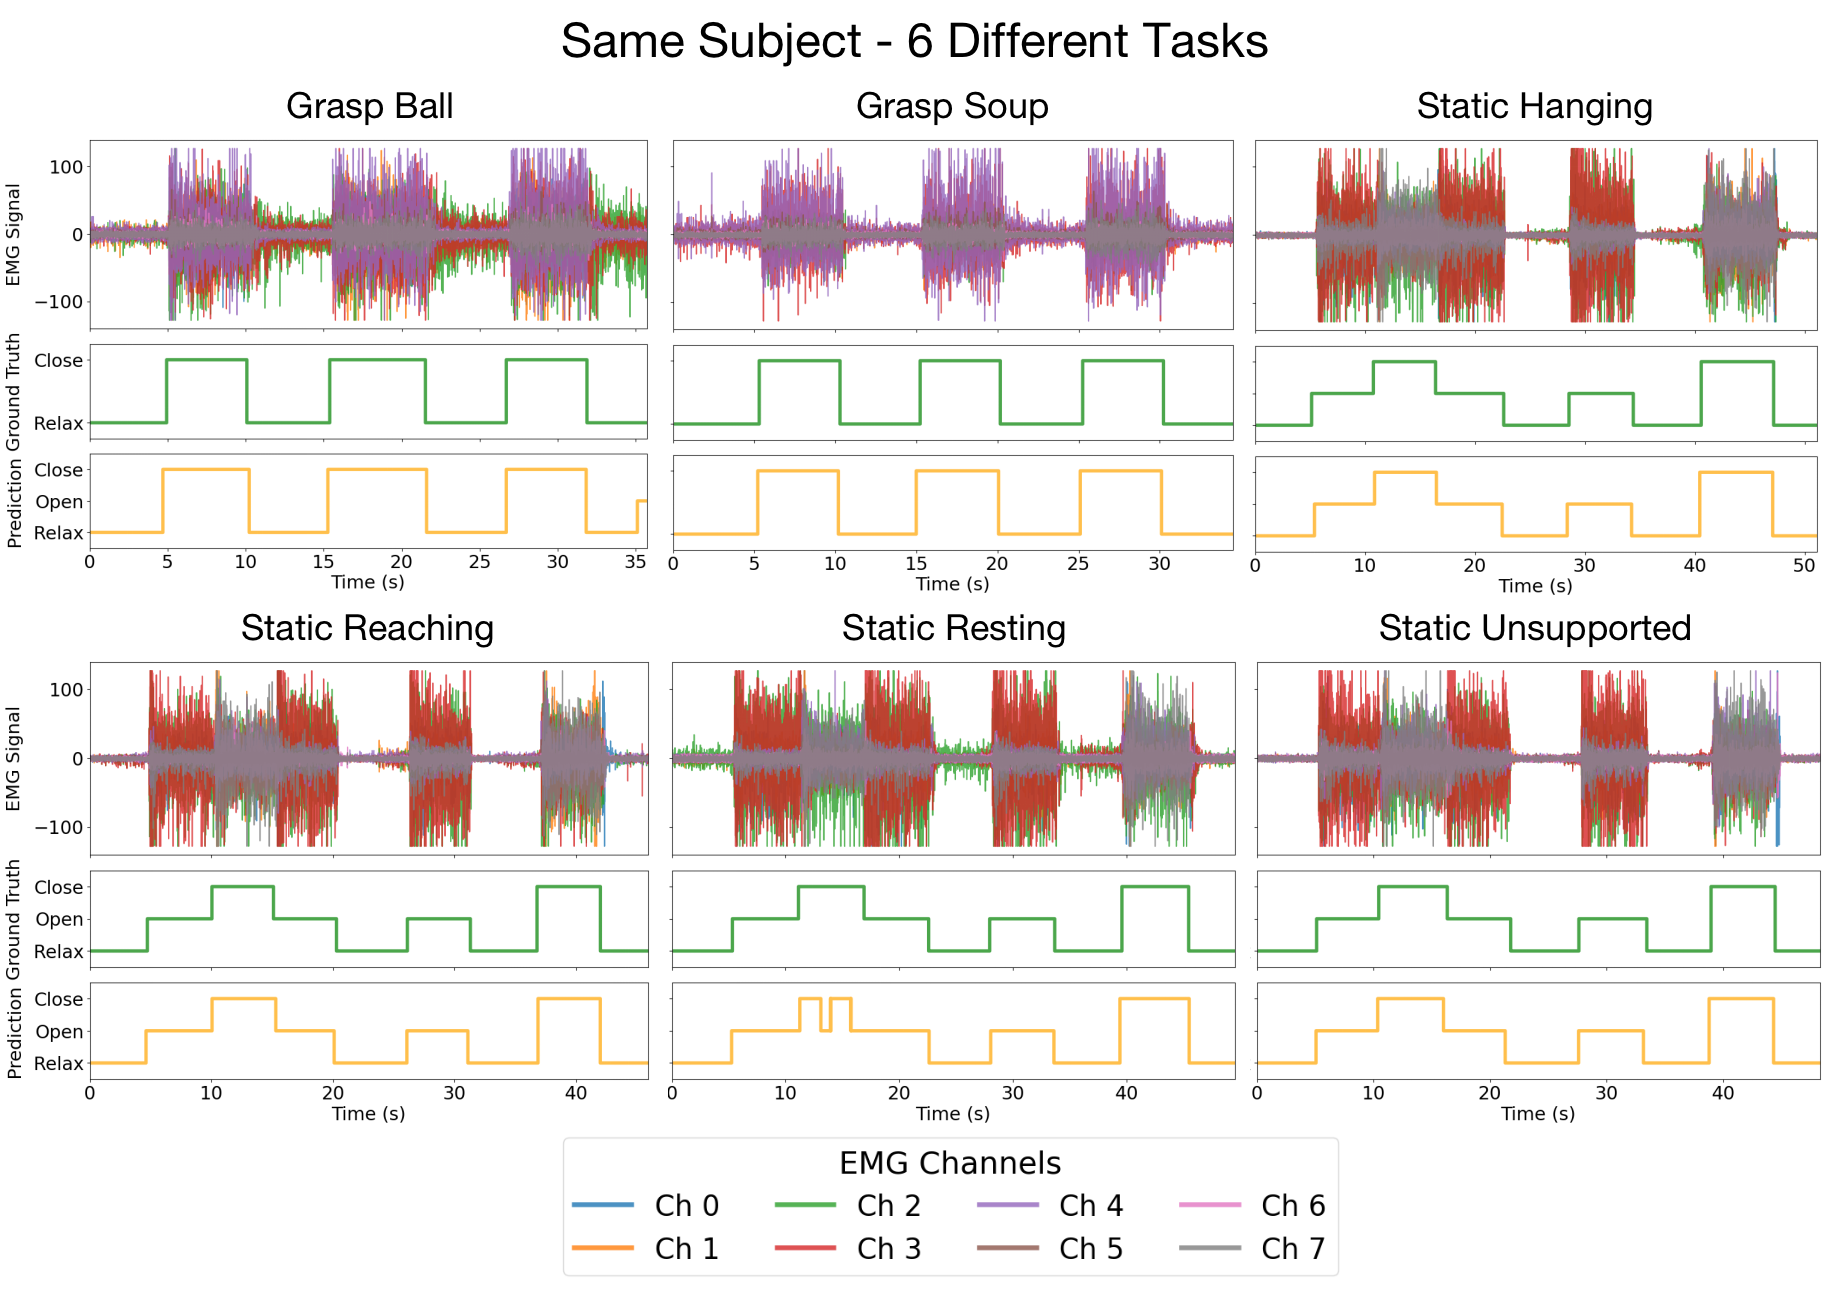 Same Subject - 6 Different Tasks
Grasp Ball
Grasp Soup
Static Hanging
EMG Signal
100
0
−100
Ground Truth
Close
Relax
Prediction
Close
Open
Relax
0 5 10 15 20 25 30 35
Time (s)
0 5 10 15 20 25 30
Time (s)
10 20 30 40 50
Time (s)
Static Reaching
Static Resting
Static Unsupported
EMG Signal
100
0
−100
Ground Truth
Close
Open
Relax
Prediction
Close
Open
Relax
0 10 20 30 40
Time (s)
0 10 20 30 40
Time (s)
0 10 20 30 40
Time (s)
EMG Channels
Ch 0 Ch 2 Ch 4 Ch 6
Ch 1 Ch 3 Ch 5 Ch 7